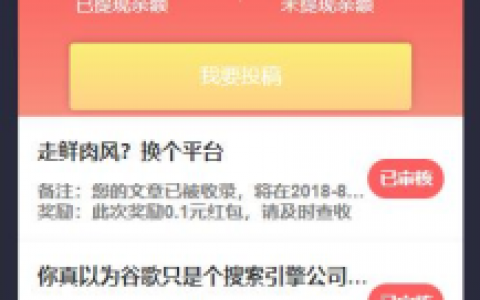 已提现余额
未提现余额
我要投稿
走鲜肉风？换个平台
已审核
备注：您的文章已被收录，将在2018-8...
奖励：此次奖励0.1元红包，请及时查收
你真以为谷歌只是个搜索引擎公司...
已审核